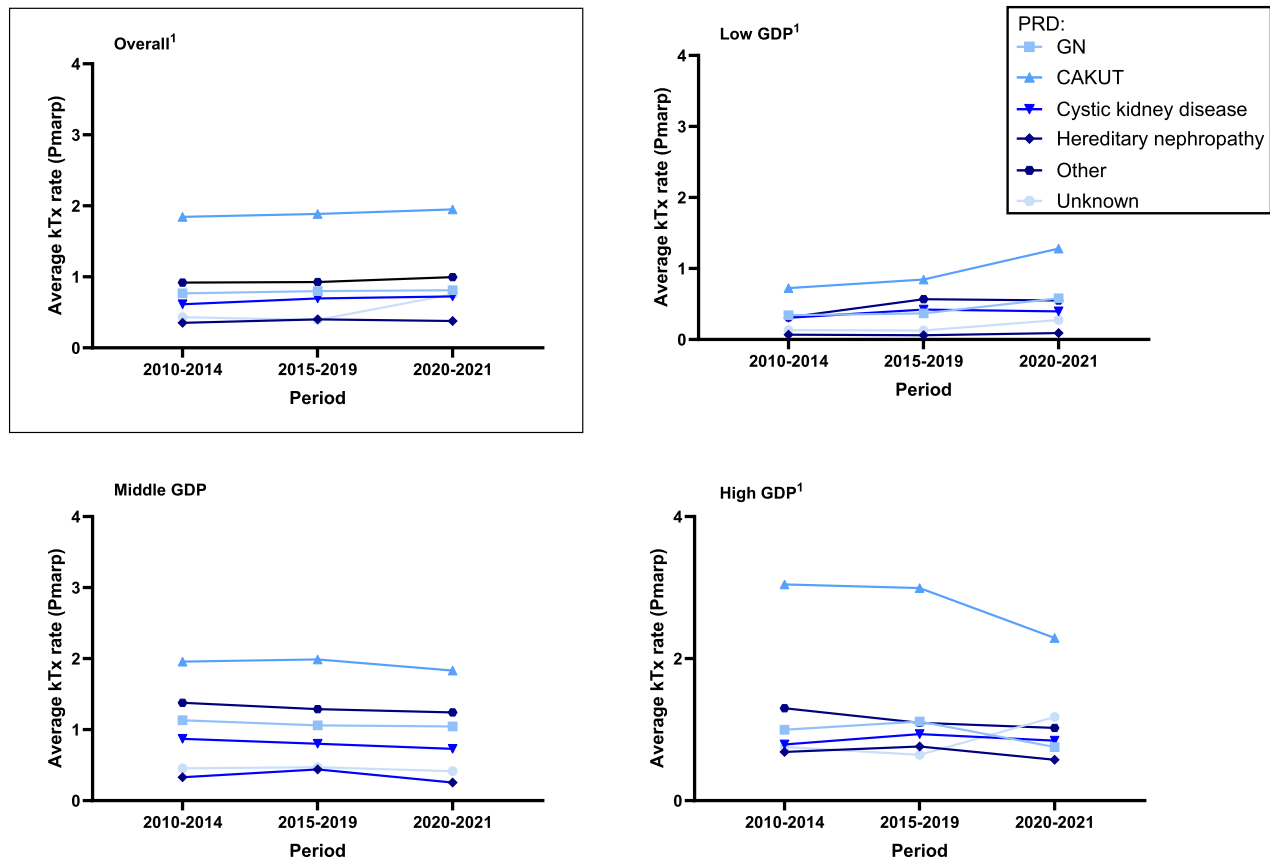 Overall¹
Average kTx rate (Pmarp)
4
3
2
1
0
2010-2014 2015-2019 2020-2021
Period
Low GDP¹
Average kTx rate (Pmarp)
4
3
2
1
0
2010-2014 2015-2019 2020-2021
Period
PRD:
GN
CAKUT
Cystic kidney disease
Hereditary nephropathy
Other
Unknown
Middle GDP
Average kTx rate (Pmarp)
4
3
2
1
0
2010-2014 2015-2019 2020-2021
Period
High GDP¹
Average kTx rate (Pmarp)
4
2
0
2010-2014 2015-2019 2020-2021
Period